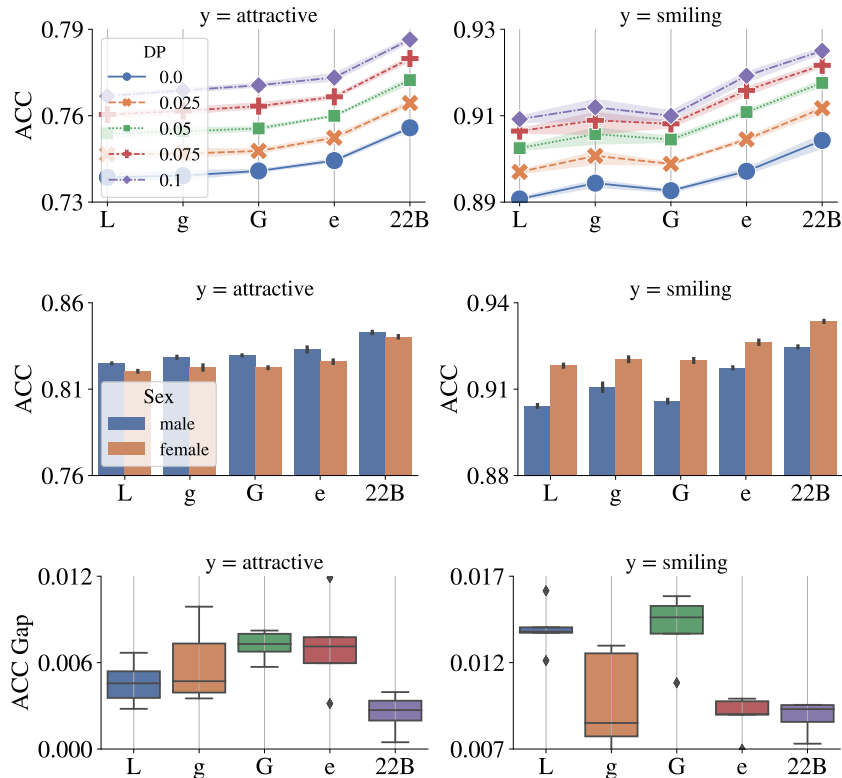 y = attractive
0.79
0.76
0.73
ACC
DP
0.0
0.025
0.05
0.075
0.1
L g G e 22B
y = smiling
0.93
0.91
0.89
L g G e 22B
y = attractive
0.86
0.81
0.76
ACC
Sex
male
female
L g G e 22B
y = smiling
0.94
0.91
0.88
ACC
L g G e 22B
y = attractive
0.012
0.006
0.000
ACC Gap
L g G e 22B
y = smiling
0.017
0.012
0.007
L g G e 22B